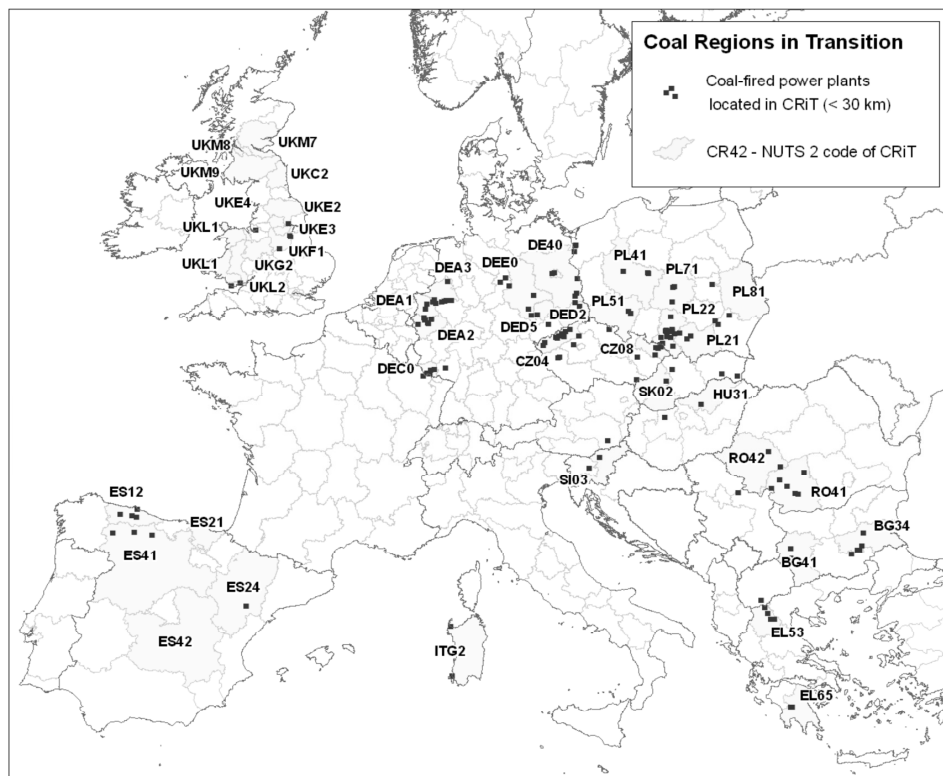 Coal Regions in Transition
Coal-fired power plants
located in CRiT (< 30 km)
CR42 - NUTS 2 code of CRiT
UKM8
UKM7
UKM9
UKC2
UKE4
UKE2
UKL1
UKE3
UKF1
UKL1
UKG2
UKL2
DEA3
DEE0
DE40
PL41
PL71
PL81
DEA1
PL51
PL22
DED2
DED5
DEA2
PL21
CZ08
CZ04
DEC0
SK02
HU31
RO42
SI03
RO41
ES12
ES21
BG34
ES41
BG41
ES24
EL53
ES42
ITG2
EL65